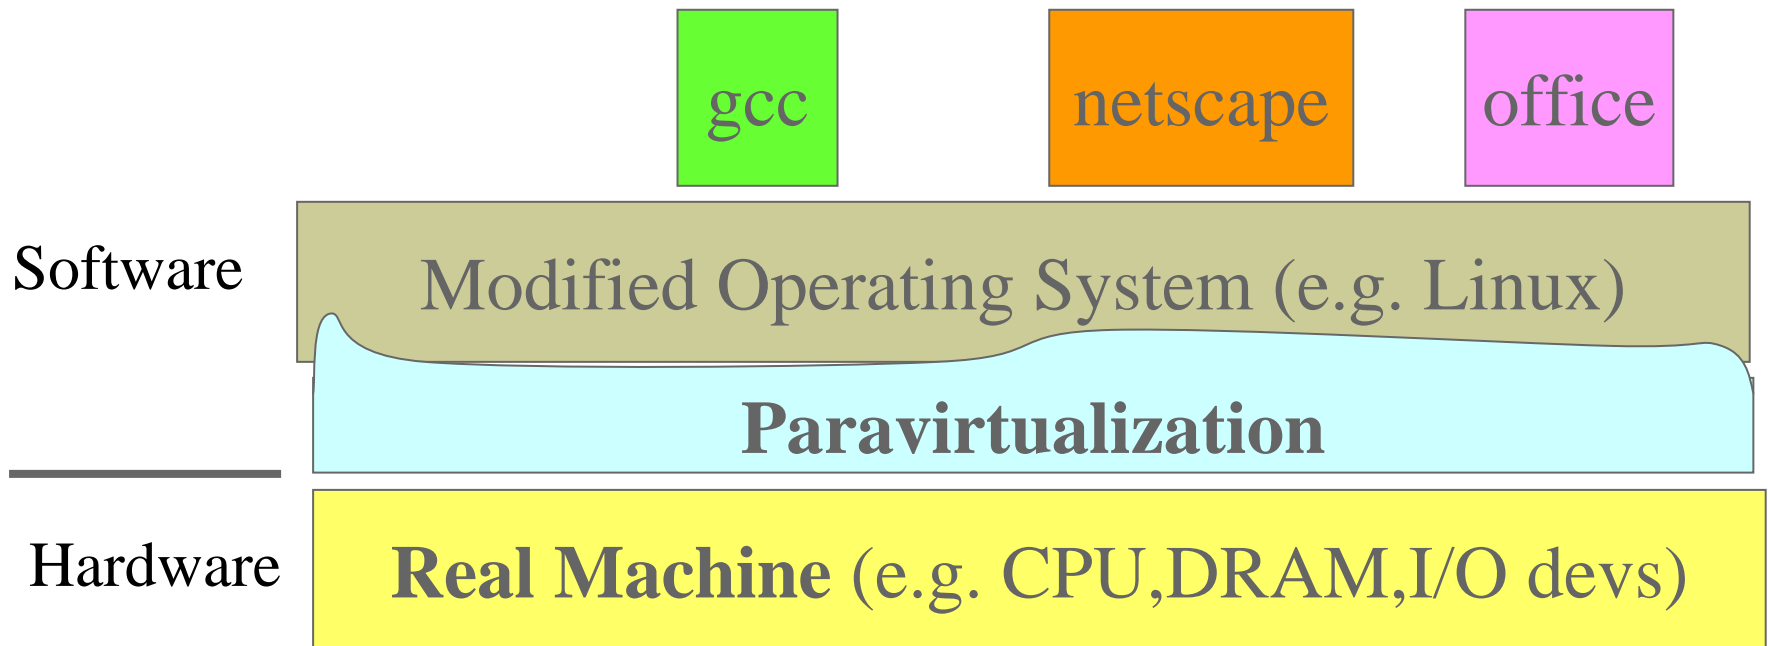 gcc
netscape
office
Software
Modified Operating System (e.g. Linux)
Paravirtualization
Hardware
Real Machine (e.g. CPU,DRAM,I/O devs)